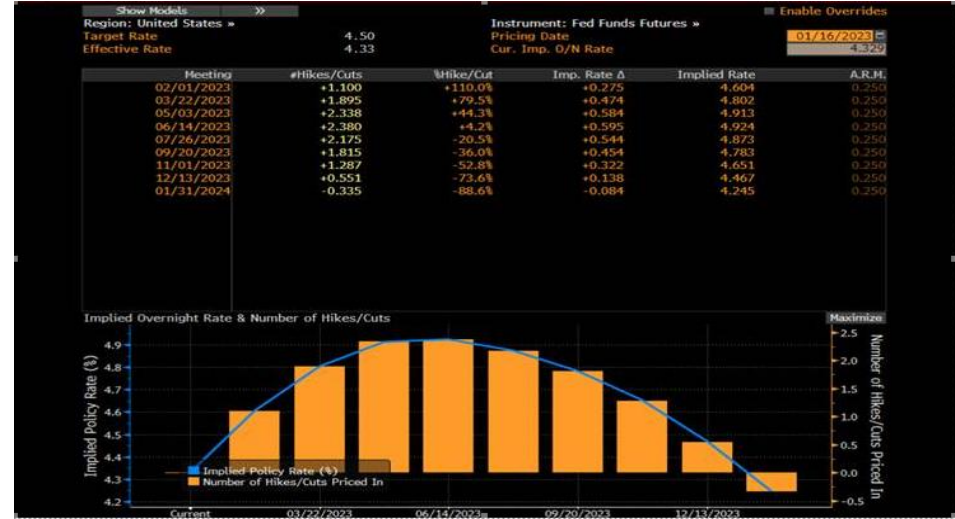 Show Models »
Enable Overrides
Region: United States » Instrument: Fed Funds Futures »
Target Rate 4.50 Pricing Date 01/16/2023
Effective Rate 4.33 Cur. Imp. O/N Rate 4.329
Meeting #Hikes/Cuts %Hike/Cut Imp. Rate Δ Implied Rate A.R.M.
02/01/2023 +1.100 +110.0% +0.275 4.604 0.250
03/22/2023 +1.895 +79.5% +0.474 4.802 0.250
05/03/2023 +2.338 +44.3% +0.584 4.913 0.250
06/14/2023 +2.380 +4.2% +0.595 4.924 0.250
07/26/2023 +2.175 -20.5% +0.544 4.873 0.250
09/20/2023 +1.815 -36.0% +0.454 4.783 0.250
11/01/2023 +1.287 -52.8% +0.322 4.651 0.250
12/13/2023 +0.551 -73.6% +0.138 4.467 0.250
01/31/2024 -0.335 -88.6% -0.084 4.245 0.250
Implied Overnight Rate & Number of Hikes/Cuts
Maximize
Implied Policy Rate (%)
4.9
4.8
4.7
4.6
4.5
4.4
4.3
4.2
Implied Policy Rate (%)
Number of Hikes/Cuts Priced In
2.5
2.0
1.5
1.0
0.5
0.0
-0.5
Number of Hikes/Cuts Priced In
Current 03/22/2023 06/14/2023 09/20/2023 12/13/2023